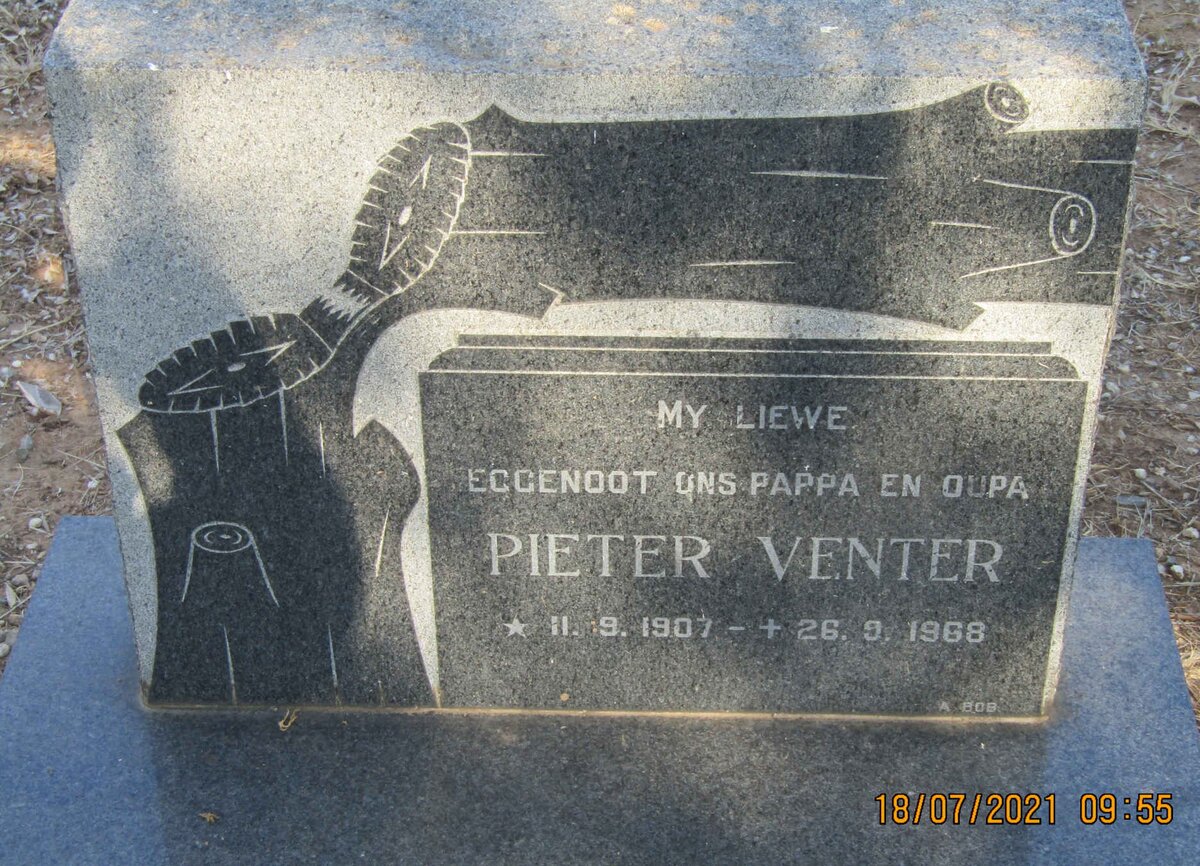 MY LIEWE
EGGENOOT ONS PAPPA EN OUPA
PIETER VENTER
★ 11. 9. 1907 – + 26. 9. 1968
A. BOB
18/07/2021 09:55